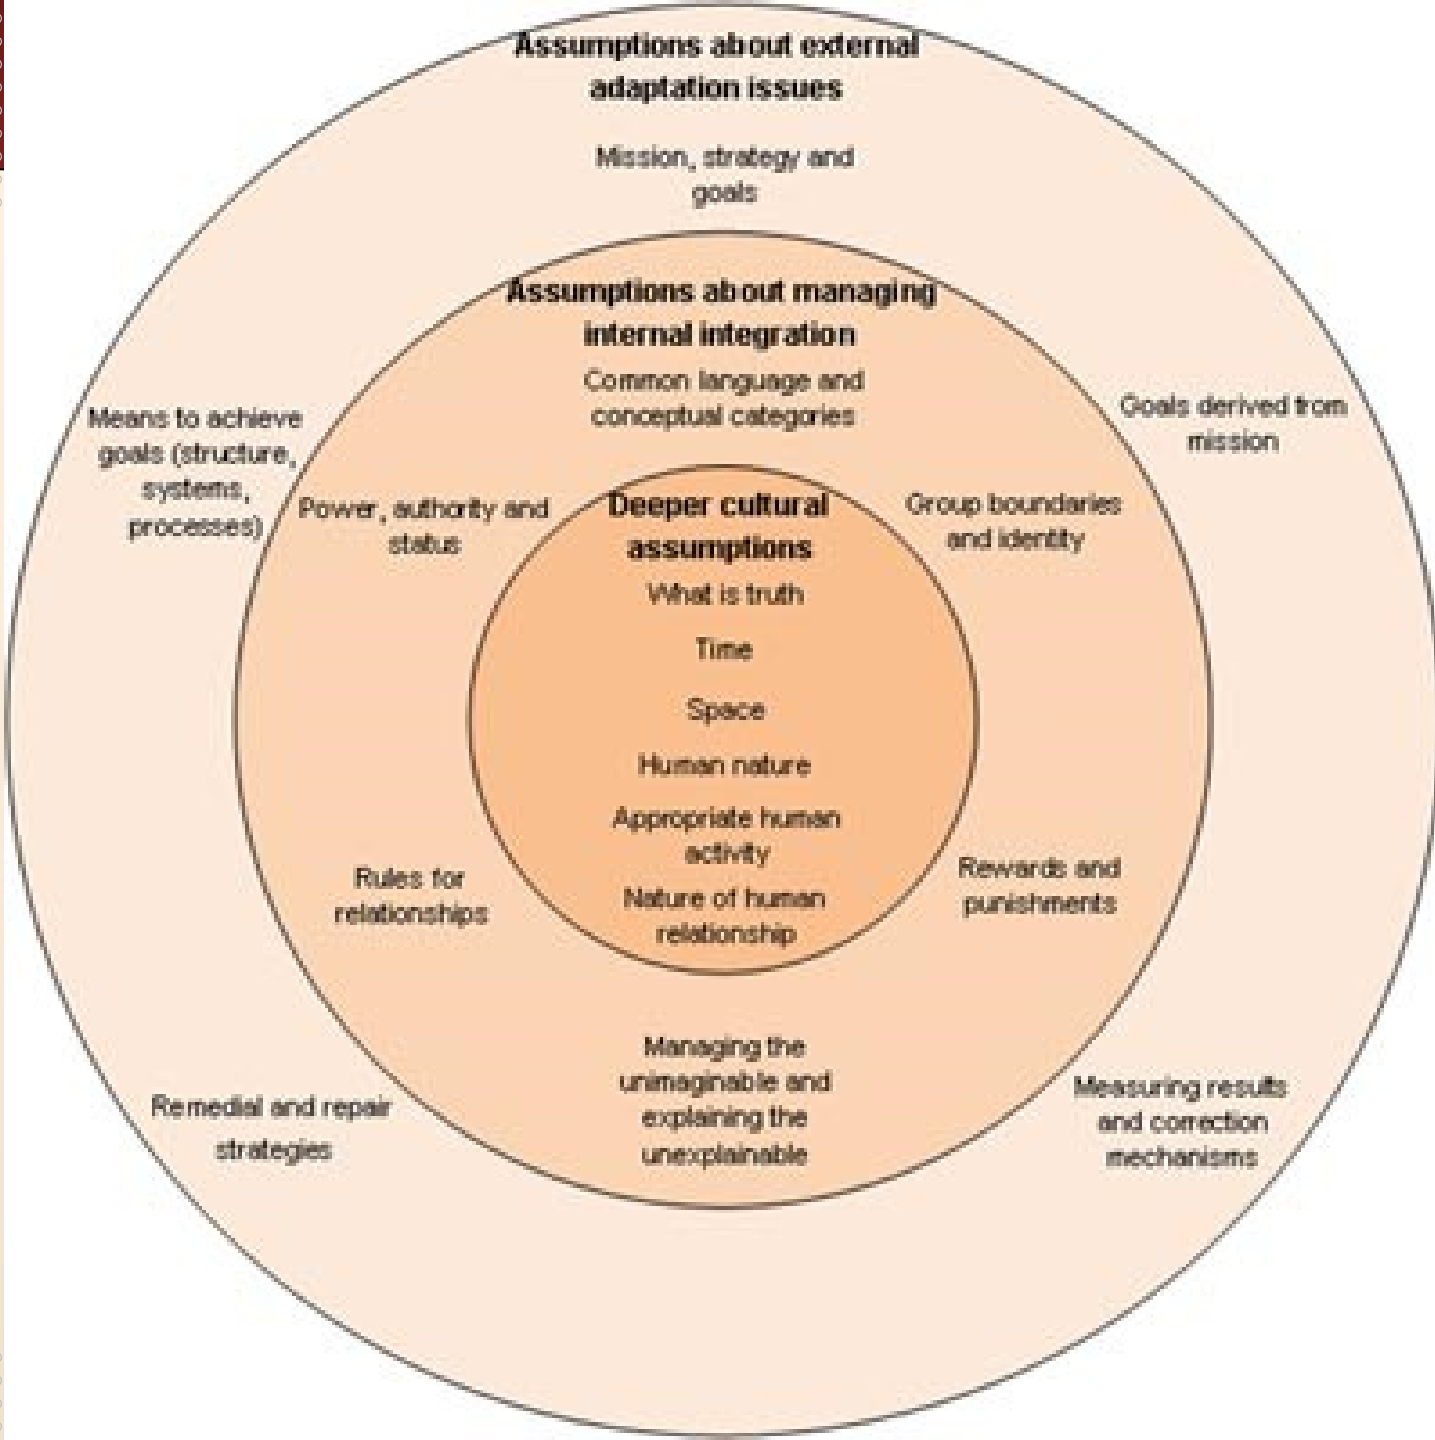 Assumptions about external
adaptation issues
Mission, strategy and
goals
Assumptions about managing
internal integration
Common language and
conceptual categories
Means to achieve
goals (structure,
systems,
processes)
Goals derived from
mission
Power, authority and
status
Deeper cultural
assumptions
Group boundaries
and identity
What is truth
Time
Space
Human nature
Appropriate human
activity
Nature of human
relationship
Rules for
relationships
Rewards and
punishments
Managing the
unimaginable and
explaining the
unexplainable
Remedial and repair
strategies
Measuring results
and correction
mechanisms